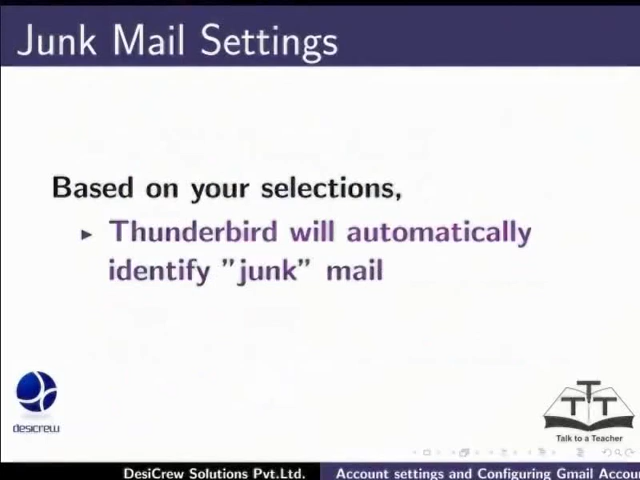 Junk Mail Settings
Based on your selections,
Thunderbird will automatically
identify "junk" mail
desicrew
TTT
Talk to a Teacher
DesiCrew Solutions Pvt.Ltd.
Account settings and Configuring Gmail Accou